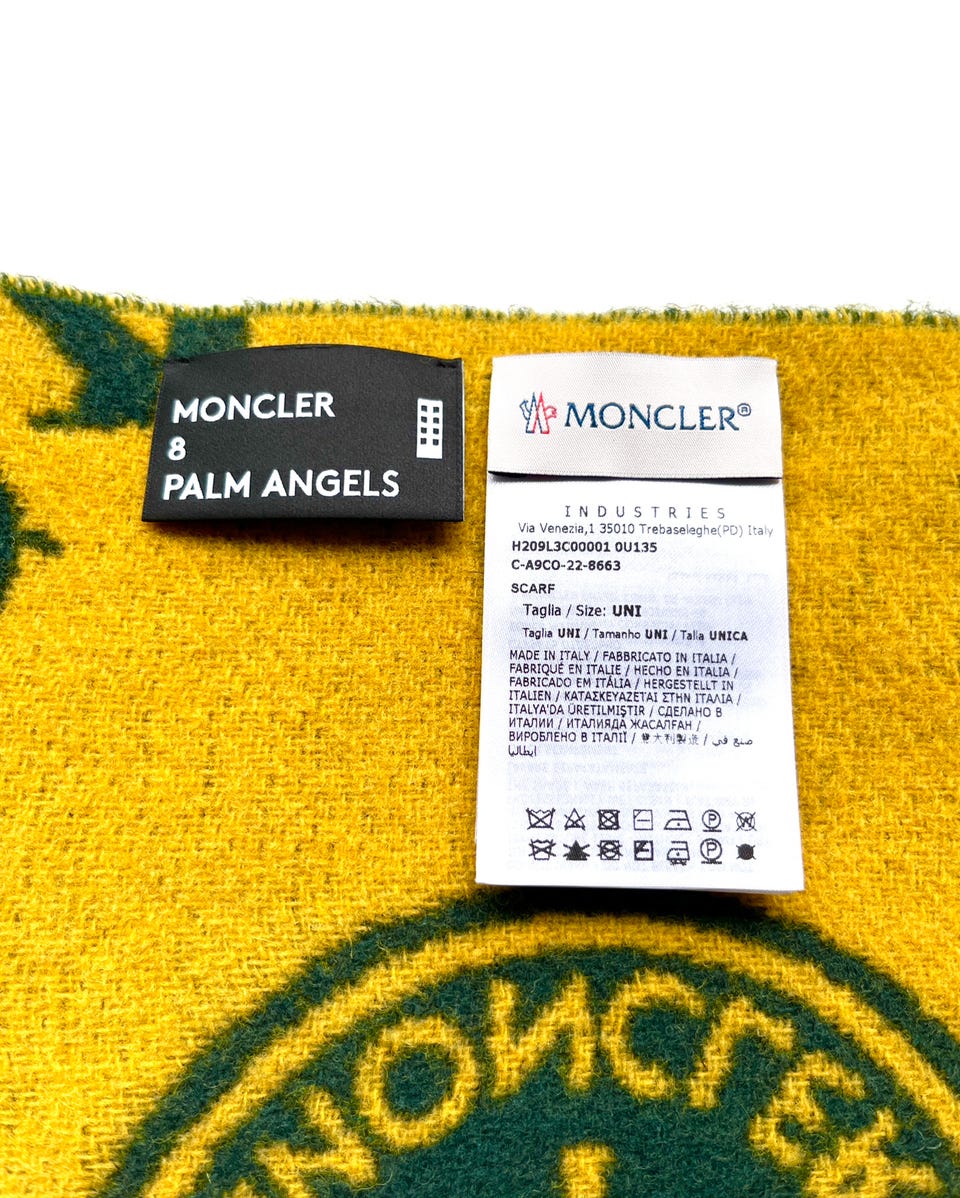 MONCLER
8
PALM ANGELS
MONCLER®
INDUSTRIES
Via Venezia,1 35010 Trebaseleghe(PD) Italy
H209L3C00001 0U135
C-A9CO-22-8663
SCARF
Taglia / Size: UNI
Taglia UNI / Tamanho UNI / Talla UNICA
MADE IN ITALY / FABBRICATO IN ITALIA /
FABRIQUÉ EN ITALIE / HECHO EN ITALIA /
FABRICADO EM ITÁLIA / HERGESTELLT IN
ITALIEN / ΚΑΤΑΣΚΕΥΑΖΕΤΑΙ ΣΤΗΝ ΙΤΑΛΙΑ /
ITALYA'DA ÜRETILMIŞTIR / СДЕЛАНО В
ИТАЛИИ / ИТАЛИЯДА ЖАСАЛҒАН /
ВИРОБЛЕНО В ІТАЛІЇ / 意大利製造 / صنع في
ايطاليا
MONCLER